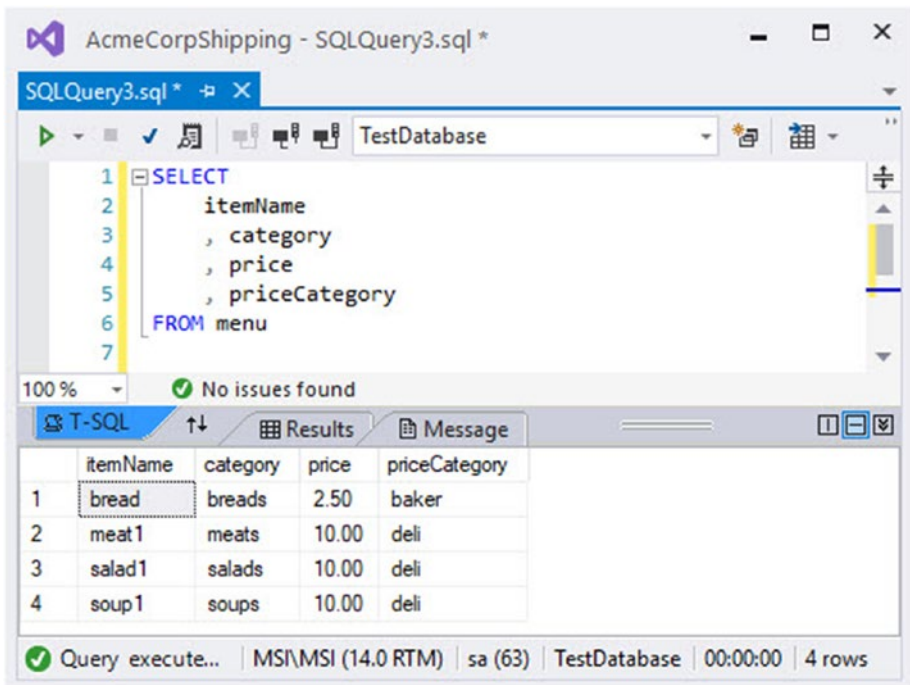 AcmeCorpShipping - SQLQuery3.sql *
SQLQuery3.sql *
TestDatabase
1 SELECT
2 itemName
3 , category
4 , price
5 , priceCategory
6 FROM menu
7
100 % No issues found
T-SQL Results Message
itemName category price priceCategory
1 bread breads 2.50 baker
2 meat1 meats 10.00 deli
3 salad1 salads 10.00 deli
4 soup1 soups 10.00 deli
Query execute... MSI\MSI (14.0 RTM) sa (63) TestDatabase 00:00:00 4 rows